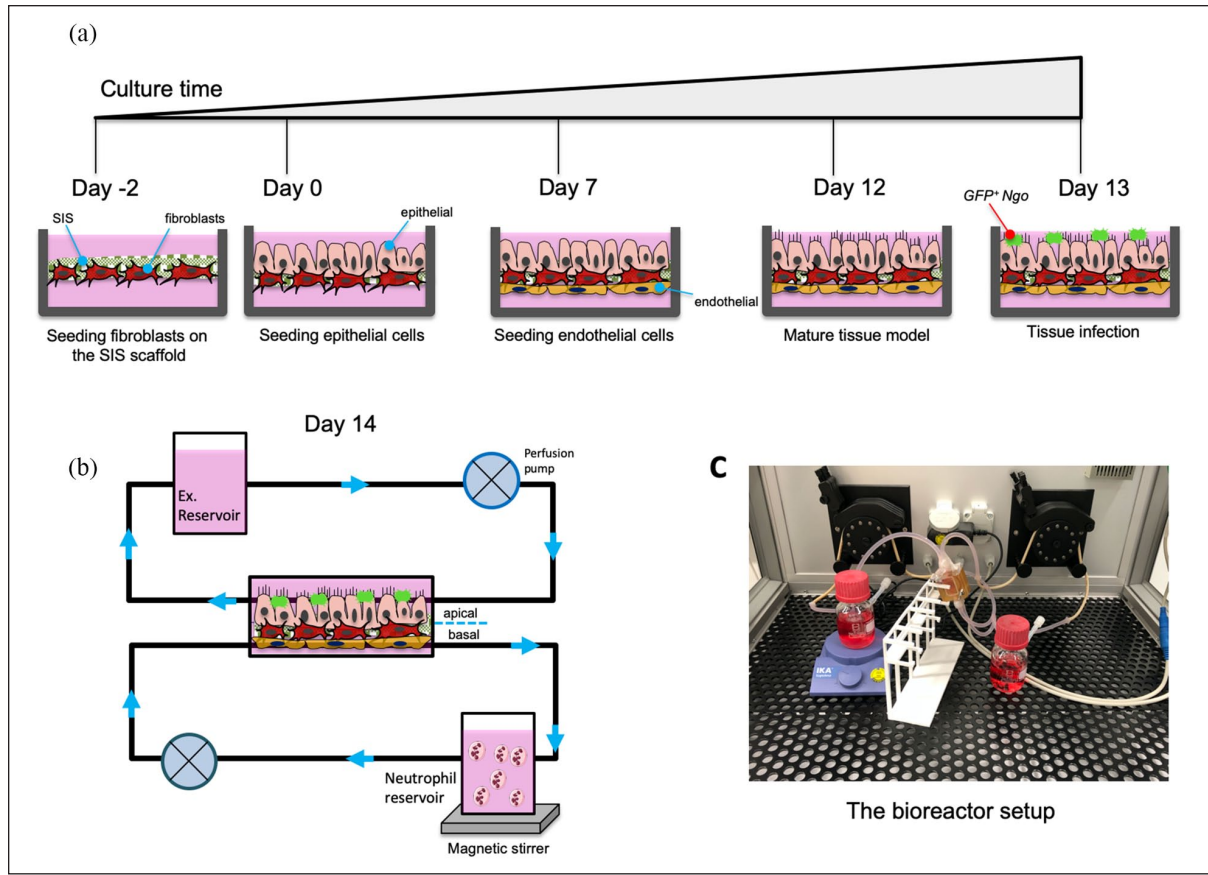 (a)
Culture time
Day -2
Day 0
Day 7
Day 12
Day 13
SIS
fibroblasts
epithelial
endothelial
GFP⁺ Ngo
Seeding fibroblasts on
the SIS scaffold
Seeding epithelial cells
Seeding endothelial cells
Mature tissue model
Tissue infection
(b)
Day 14
Ex.
Reservoir
Perfusion
pump
apical
basal
Neutrophil
reservoir
Magnetic stirrer
C
IKA
The bioreactor setup